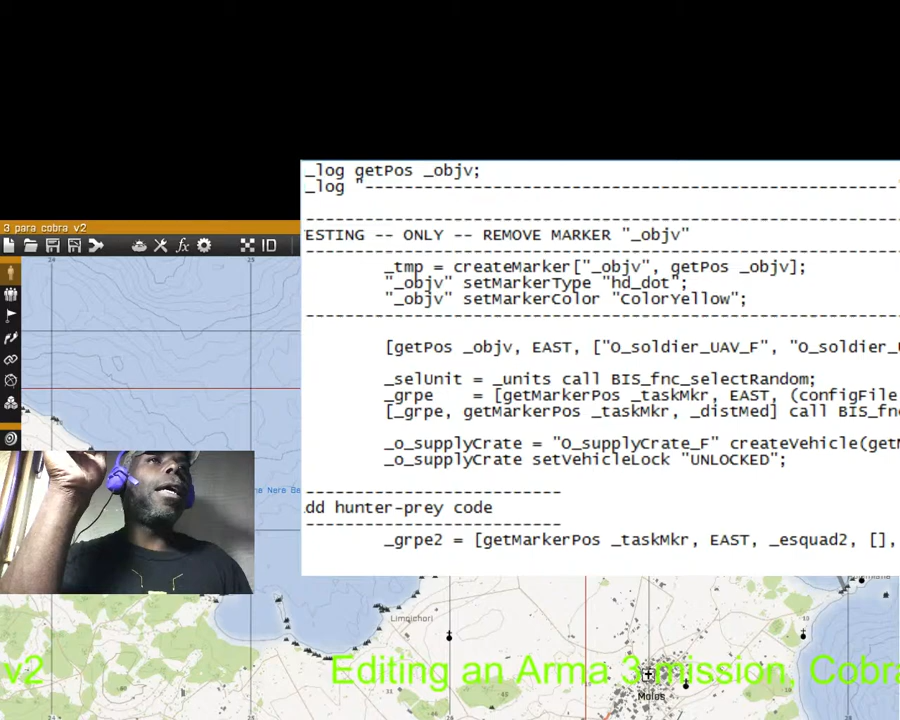 _log getPos _objv;
_log "------------------------------------------------------------
------------------------------------------------------------
ESTING -- ONLY -- REMOVE MARKER "_objv"
------------------------------------------------------------
_tmp = createMarker["_objv", getPos _objv];
"_objv" setMarkerType "hd_dot";
"_objv" setMarkerColor "ColorYellow";
------------------------------------------------------------
[getPos _objv, EAST, ["O_soldier_UAV_F", "O_soldier_U
_selUnit = _units call BIS_fnc_selectRandom;
_grpe = [getMarkerPos _taskMkr, EAST, (configFile
[_grpe, getMarkerPos _taskMkr, _distMed] call BIS_fn
_o_supplyCrate = "O_supplyCrate_F" createVehicle(getM
_o_supplyCrate setVehicleLock "UNLOCKED";
---------------------------
dd hunter-prey code
---------------------------
_grpe2 = [getMarkerPos _taskMkr, EAST, _esquad2, [],
3 para cobra v2
ID
Limnichori
Molos
v2 Editing an Arma 3 mission, Cobra